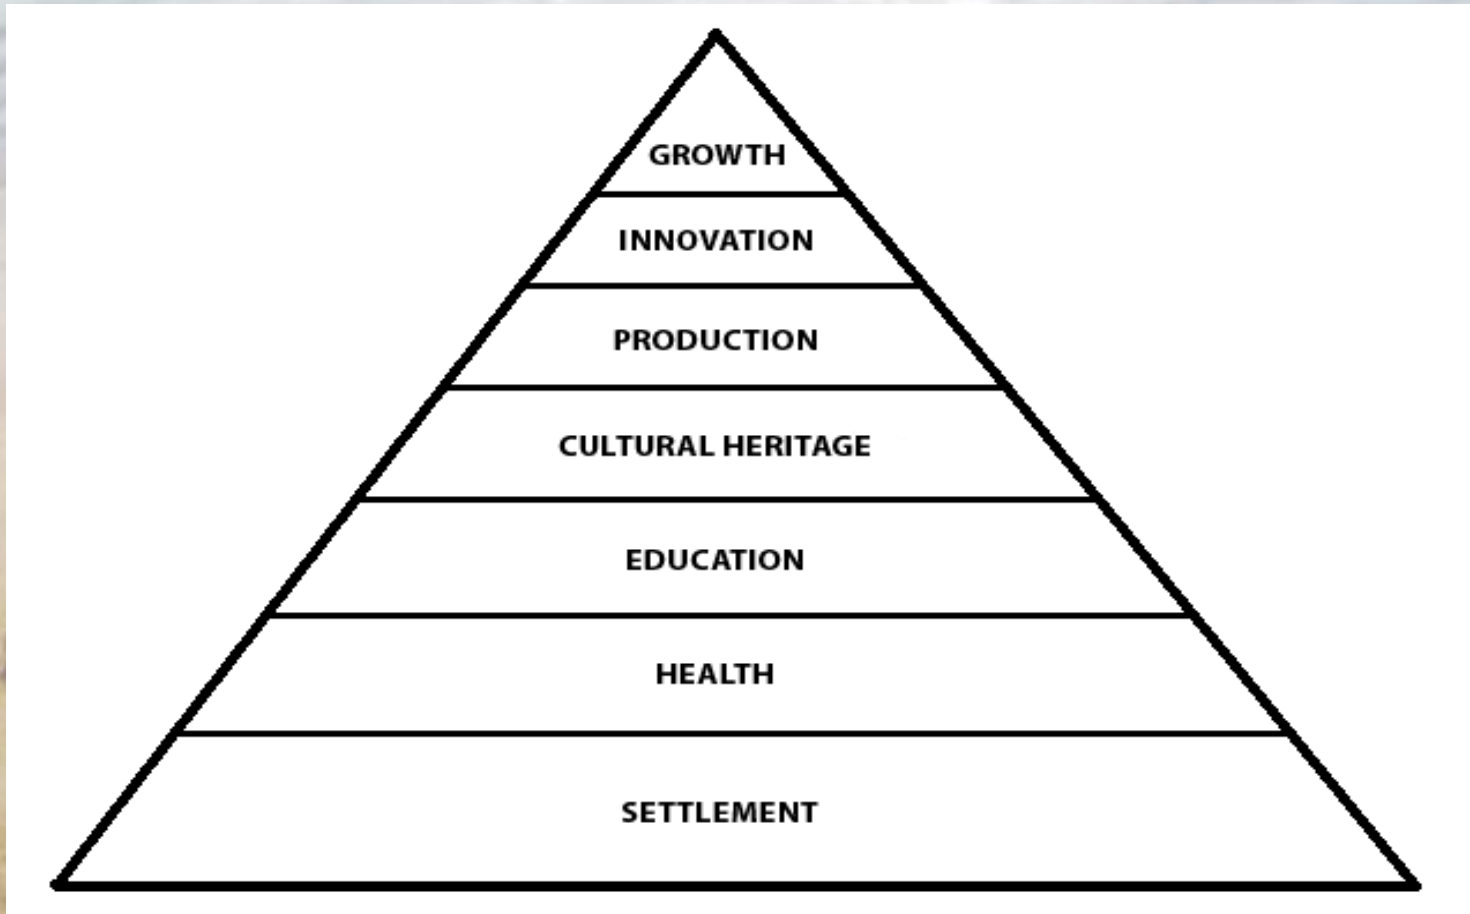 GROWTH
INNOVATION
PRODUCTION
CULTURAL HERITAGE
EDUCATION
HEALTH
SETTLEMENT